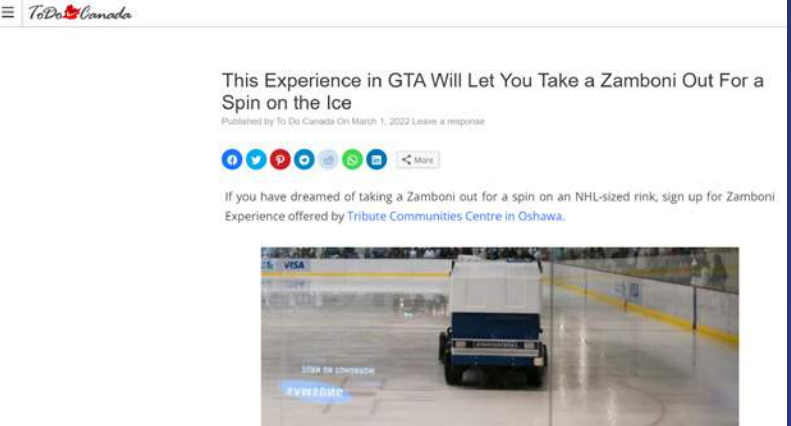 ToDo Canada
This Experience in GTA Will Let You Take a Zamboni Out For a
Spin on the Ice
Published by To Do Canada On March 1, 2022 Leave a response
More
If you have dreamed of taking a Zamboni out for a spin on an NHL-sized rink, sign up for Zamboni
Experience offered by Tribute Communities Centre in Oshawa.
VISA